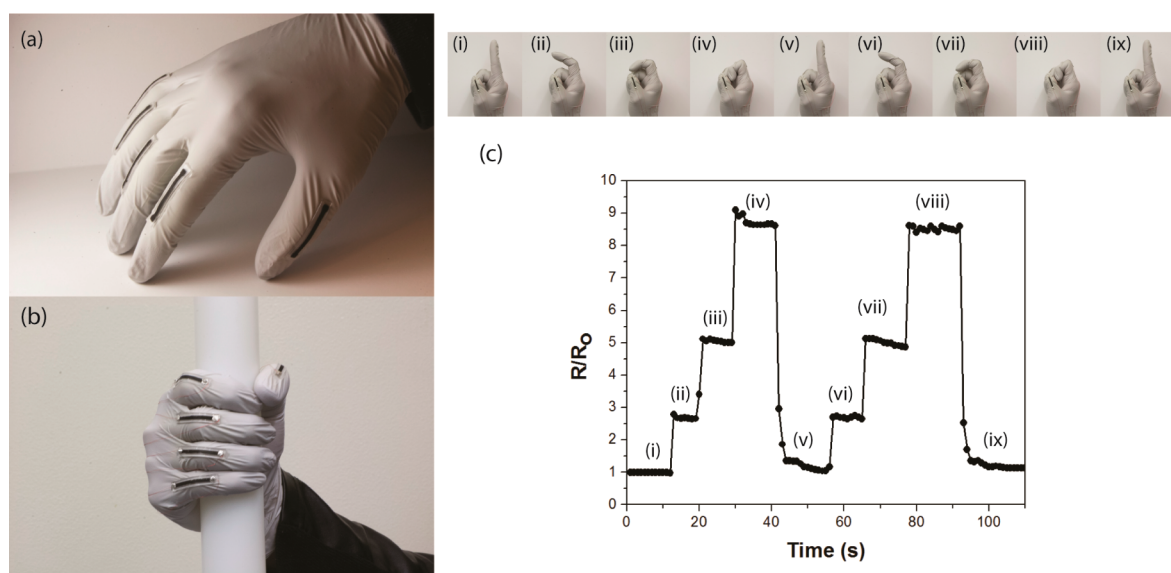 (a)
(b)
(i) (ii) (iii) (iv) (v) (vi) (vii) (viii) (ix)
(c)
10
9
8
7
6
5
4
3
2
1
0
R/Ro
(i)
(ii)
(iii)
(iv)
(v)
(vi)
(vii)
(viii)
(ix)
0 20 40 60 80 100
Time (s)